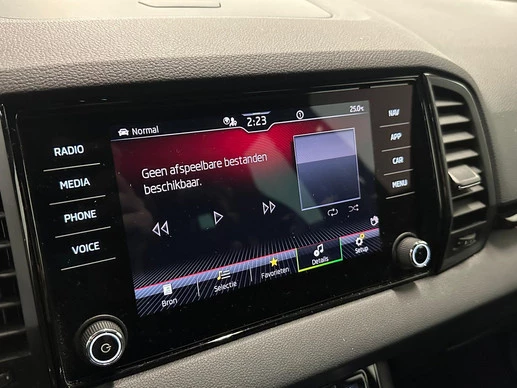 Normal
2:23
25.0°C
RADIO
MEDIA
PHONE
VOICE
Geen afspeelbare bestanden
beschikbaar.
NAV
APP
CAR
MENU
Bron
Selectie
Favorieten
Details
Setup